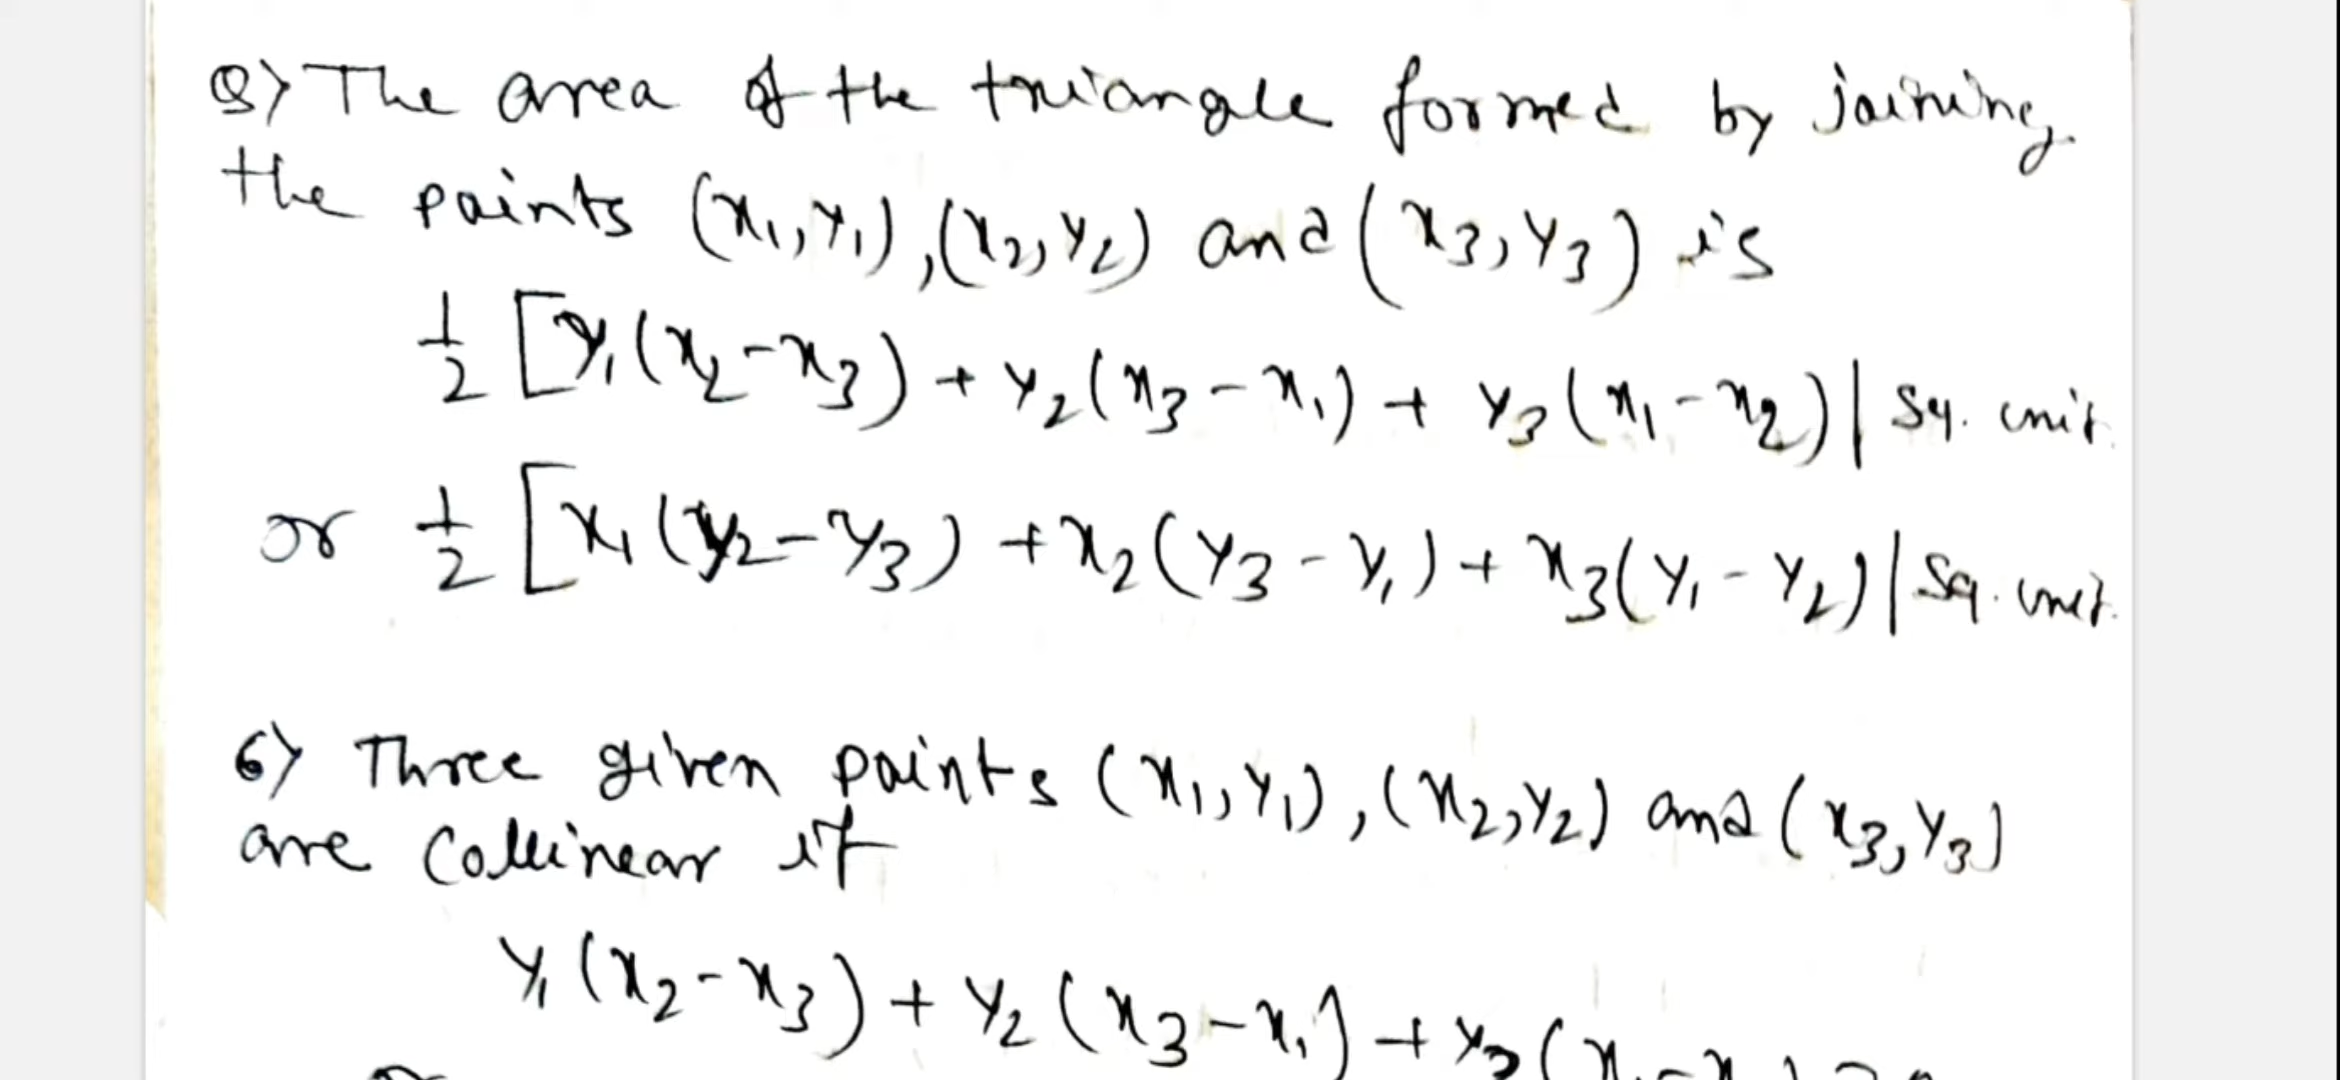 8) The area of the triangle formed by joining
the points (x₁, y₁), (x₂, y₂) and (x₃, y₃) is
1/2 [y₁(x₂-x₃) + y₂(x₃-x₁) + y₃(x₁-x₂)| sq. unit.
or 1/2 [x₁(y₂-y₃) + x₂(y₃-y₁) + x₃(y₁-y₂)| sq. unit.
6) Three given points (x₁, y₁), (x₂, y₂) and (x₃, y₃)
are collinear if
y₁(x₂-x₃) + y₂(x₃-x₁) + y₃(